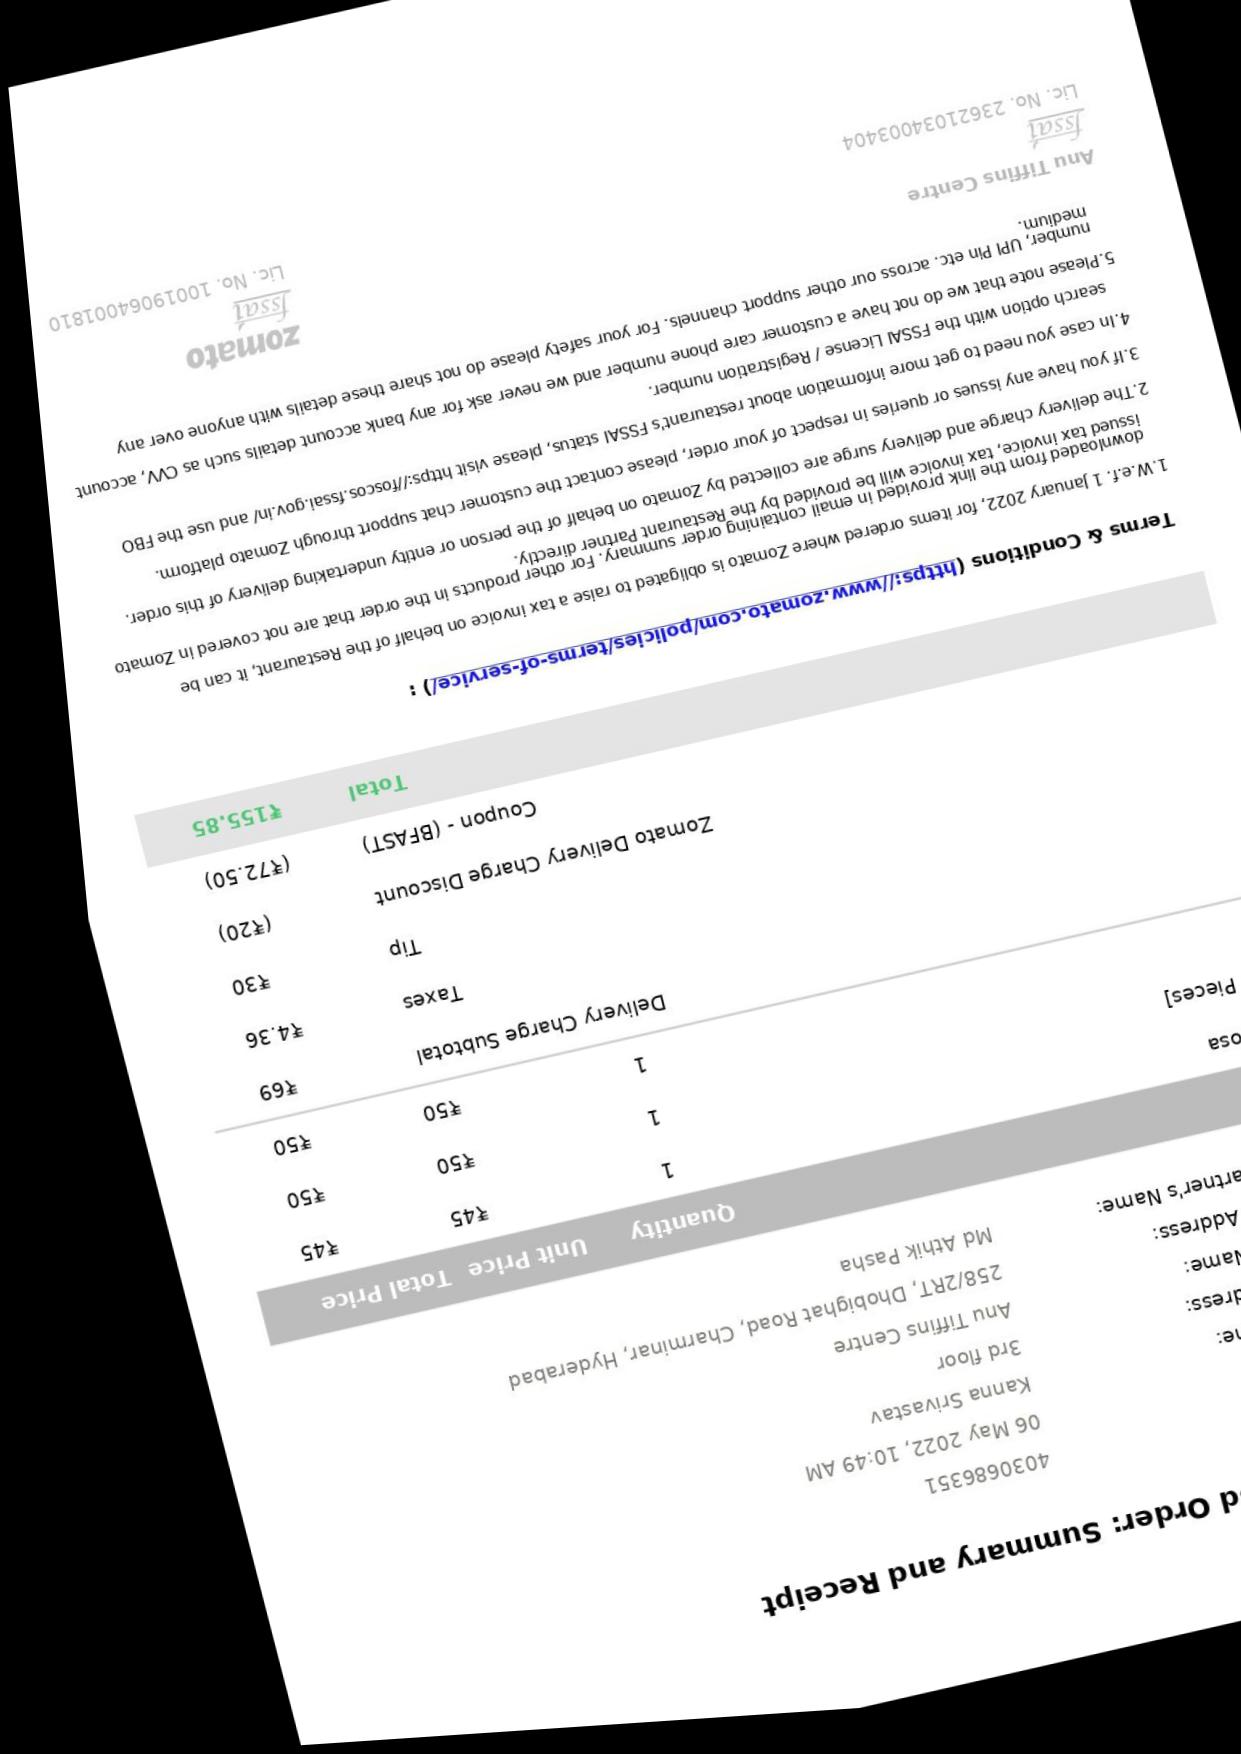 Order: Summary and Receipt
4030686351
06 May 2022, 10:49 AM
Kanna Srivastav
3rd floor
Name: Anu Tiffins Centre
Address: 258/2RT, Dhobighat Road, Charminar, Hyderabad
Name: Md Athik Pasha
Quantity Unit Price Total Price
1 ₹45 ₹45
1 ₹50 ₹50
Pieces] 1 ₹50 ₹50
Delivery Charge Subtotal ₹69
Taxes ₹4.36
Tip ₹30
Zomato Delivery Charge Discount (₹20)
Coupon - (BFAST) (₹72.50)
Total ₹155.85
Terms & Conditions (https://www.zomato.com/policies/terms-of-service/) :
1.W.e.f. 1 January 2022, for items ordered where Zomato is obligated to raise a tax invoice on behalf of the Restaurant, it can be
downloaded from the link provided in email containing order summary. For other products in the order that are not covered in Zomato
issued tax invoice, tax invoice will be provided by the Restaurant Partner directly.
2.The delivery charge and delivery surge are collected by Zomato on behalf of the person or entity undertaking delivery of this order.
3.If you have any issues or queries in respect of your order, please contact the customer chat support through Zomato platform.
4.In case you need to get more information about restaurant's FSSAI status, please visit https://foscos.fssai.gov.in/ and use the FBO
search option with the FSSAI License / Registration number.
5.Please note that we do not have a customer care phone number and we never ask for any bank account details such as CVV, account
number, UPI Pin etc. across our other support channels. For your safety please do not share these details with anyone over any
medium.
Anu Tiffins Centre
fssai
Lic. No. 23621034003404
zomato
fssai
Lic. No. 10019064001810